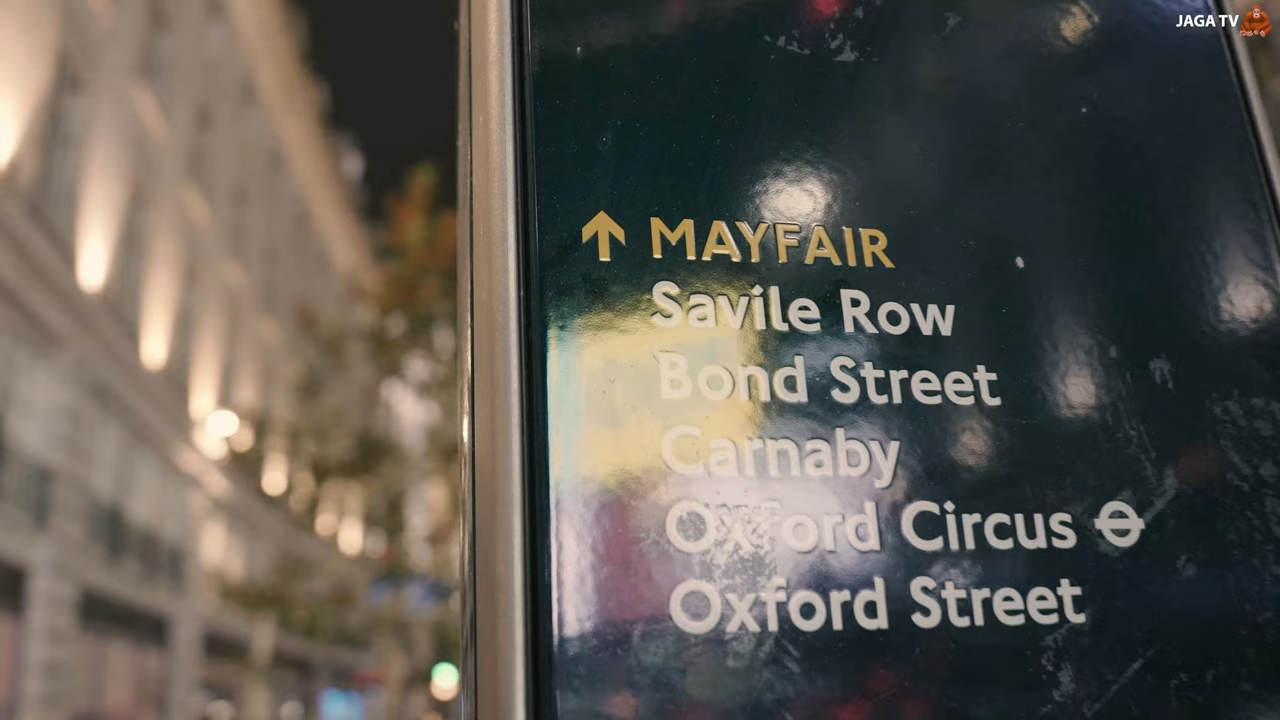 JAGA TV
↑ MAYFAIR
Savile Row
Bond Street
Carnaby
Oxford Circus
Oxford Street